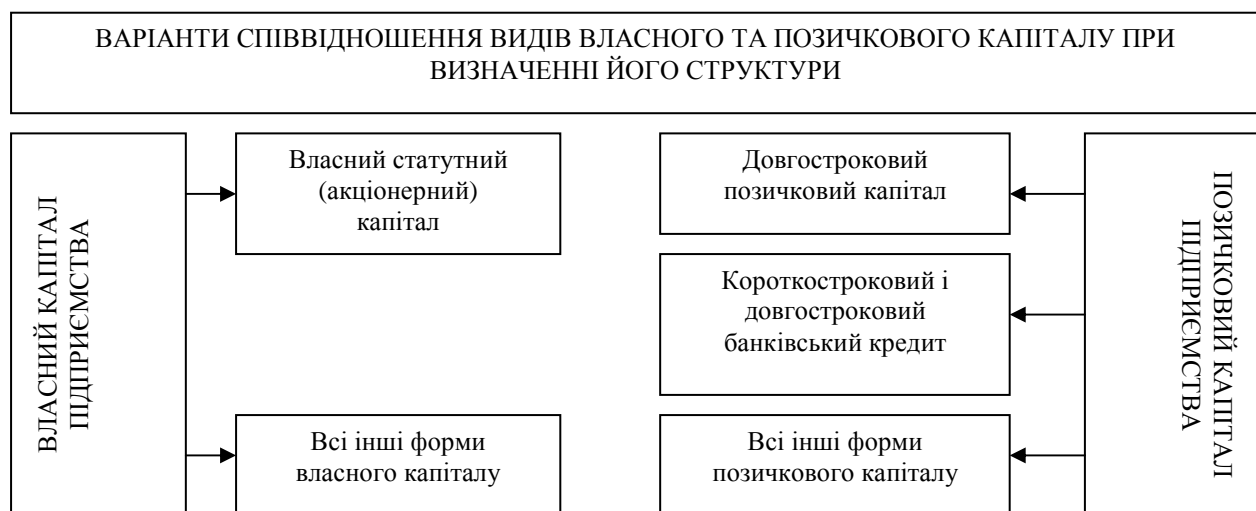 ВАРІАНТИ СПІВВІДНОШЕННЯ ВИДІВ ВЛАСНОГО ТА ПОЗИЧКОВОГО КАПІТАЛУ ПРИ
ВИЗНАЧЕННІ ЙОГО СТРУКТУРИ
ВЛАСНИЙ КАПІТАЛ
ПІДПРИЄМСТВА
Власний статутний
(акціонерний)
капітал
Всі інші форми
власного капіталу
Довгостроковий
позичковий капітал
Короткостроковий і
довгостроковий
банківський кредит
Всі інші форми
позичкового капіталу
ПОЗИЧКОВИЙ КАПІТАЛ
ПІДПРИЄМСТВА